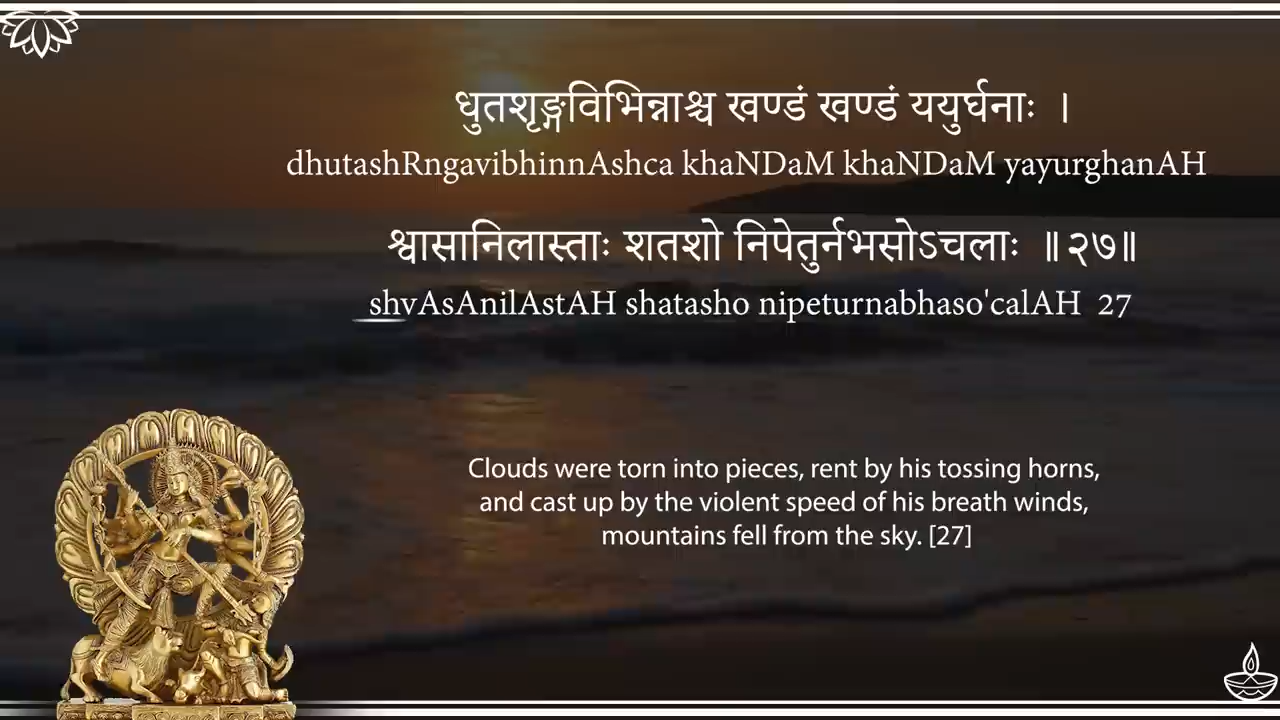 धुतशृङ्गविभिन्नाश्च खण्डं खण्डं ययुर्घनाः ।
dhutashRngavibhinnAshca khaNDaM khaNDaM yayurghanAH
श्वासानिलास्ताः शतशो निपेतुर्नभसोऽचलाः ॥२७॥
shvAsAnilAstAH shatasho nipeturnabhaso'calAH 27
Clouds were torn into pieces, rent by his tossing horns,
and cast up by the violent speed of his breath winds,
mountains fell from the sky. [27]